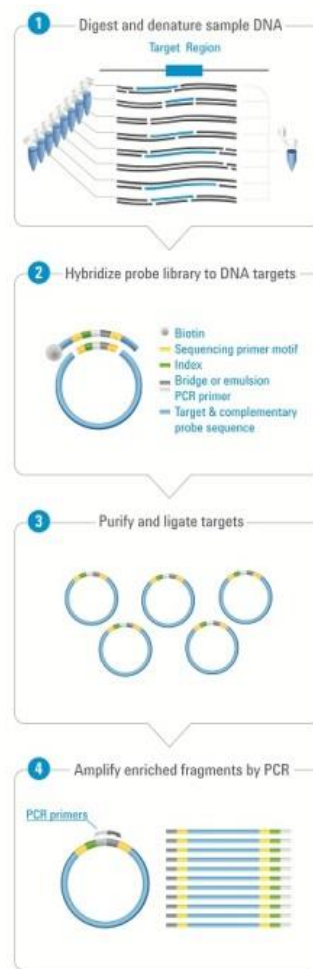 1 Digest and denature sample DNA
Target Region
2 Hybridize probe library to DNA targets
Biotin
Sequencing primer motif
Index
Bridge or emulsion
PCR primer
Target & complementary
probe sequence
3 Purify and ligate targets
4 Amplify enriched fragments by PCR
PCR primers